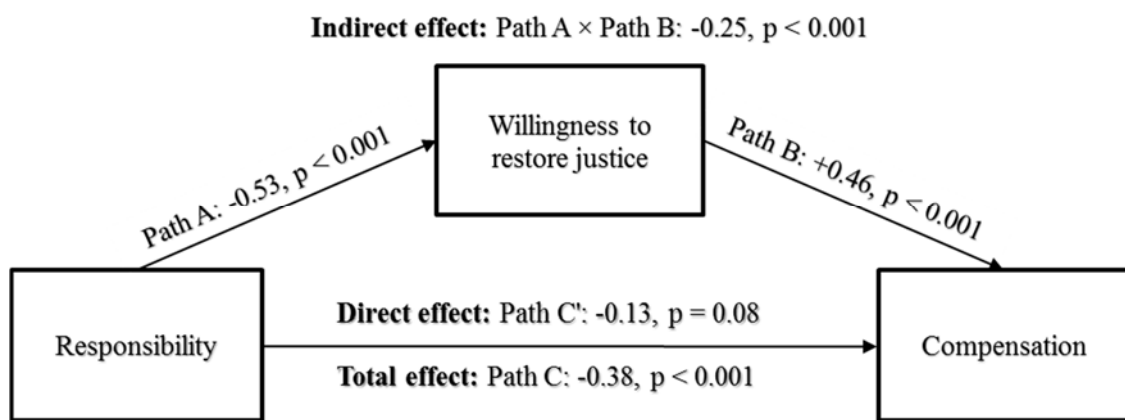 Indirect effect: Path A × Path B: -0.25, p < 0.001
Willingness to
restore justice
Path A: -0.53, p < 0.001
Path B: +0.46, p < 0.001
Responsibility
Direct effect: Path C': -0.13, p = 0.08
Total effect: Path C: -0.38, p < 0.001
Compensation